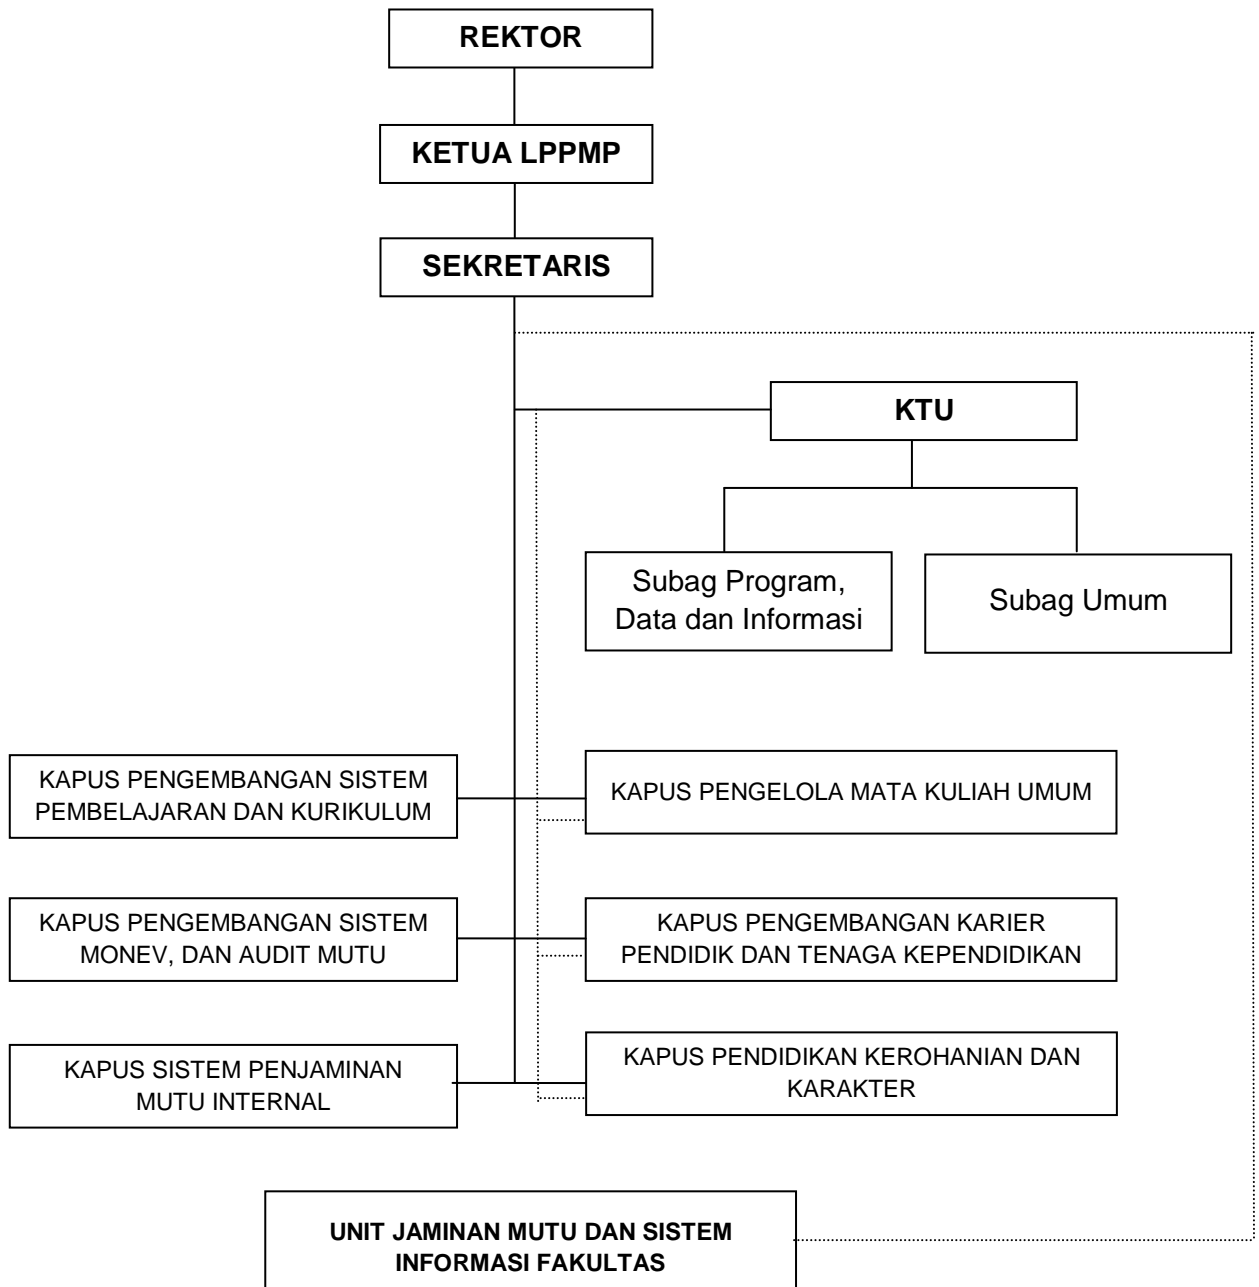 REKTOR
KETUA LPPMP
SEKRETARIS
KTU
Subag Program,
Data dan Informasi
Subag Umum
KAPUS PENGEMBANGAN SISTEM
PEMBELAJARAN DAN KURIKULUM
KAPUS PENGELOLA MATA KULIAH UMUM
KAPUS PENGEMBANGAN SISTEM
MONEV, DAN AUDIT MUTU
KAPUS PENGEMBANGAN KARIER
PENDIDIK DAN TENAGA KEPENDIDIKAN
KAPUS SISTEM PENJAMINAN
MUTU INTERNAL
KAPUS PENDIDIKAN KEROHANIAN DAN
KARAKTER
UNIT JAMINAN MUTU DAN SISTEM
INFORMASI FAKULTAS